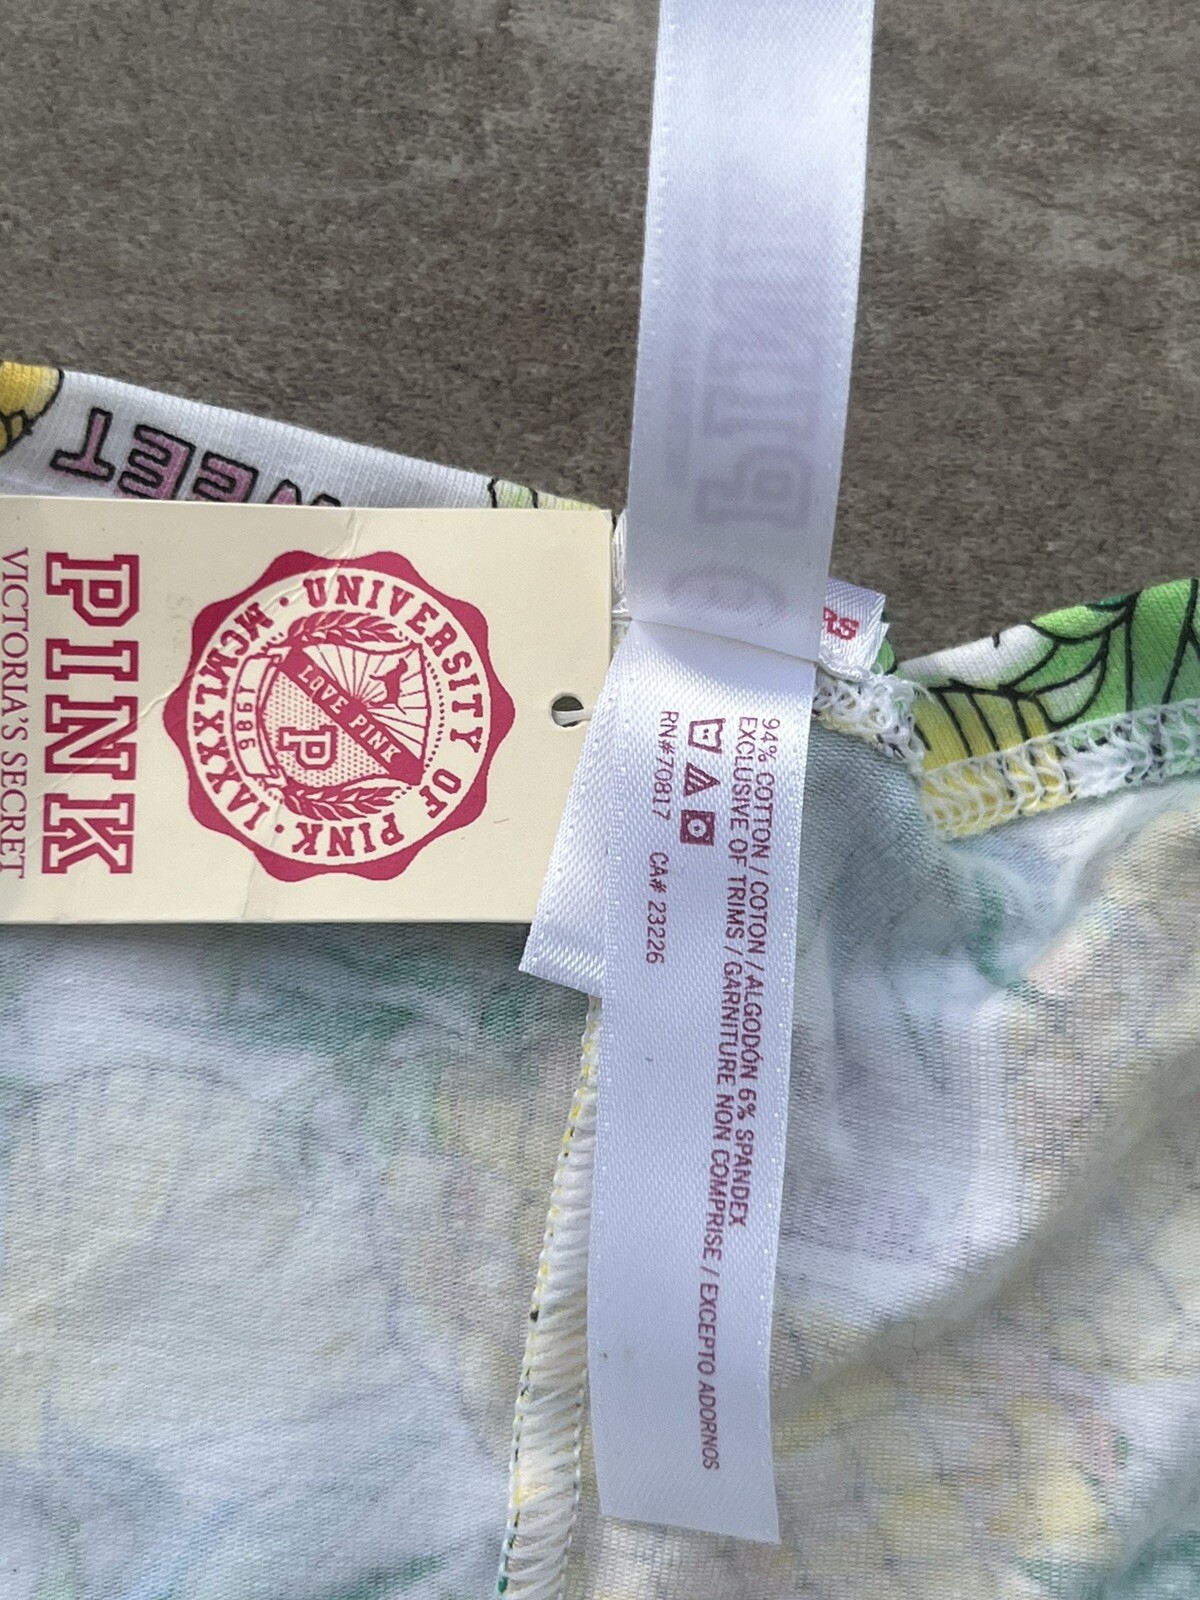 PINK
VICTORIA'S SECRET
UNIVERSITY OF PINK
MCMLXXXVI
LOVE PINK
1986
P
94% COTTON / COTON / ALGODÓN 6% SPANDEX
EXCLUSIVE OF TRIMS / GARNITURE NON COMPRISE / EXCEPTO ADORNOS
RN#70817 CA# 23226